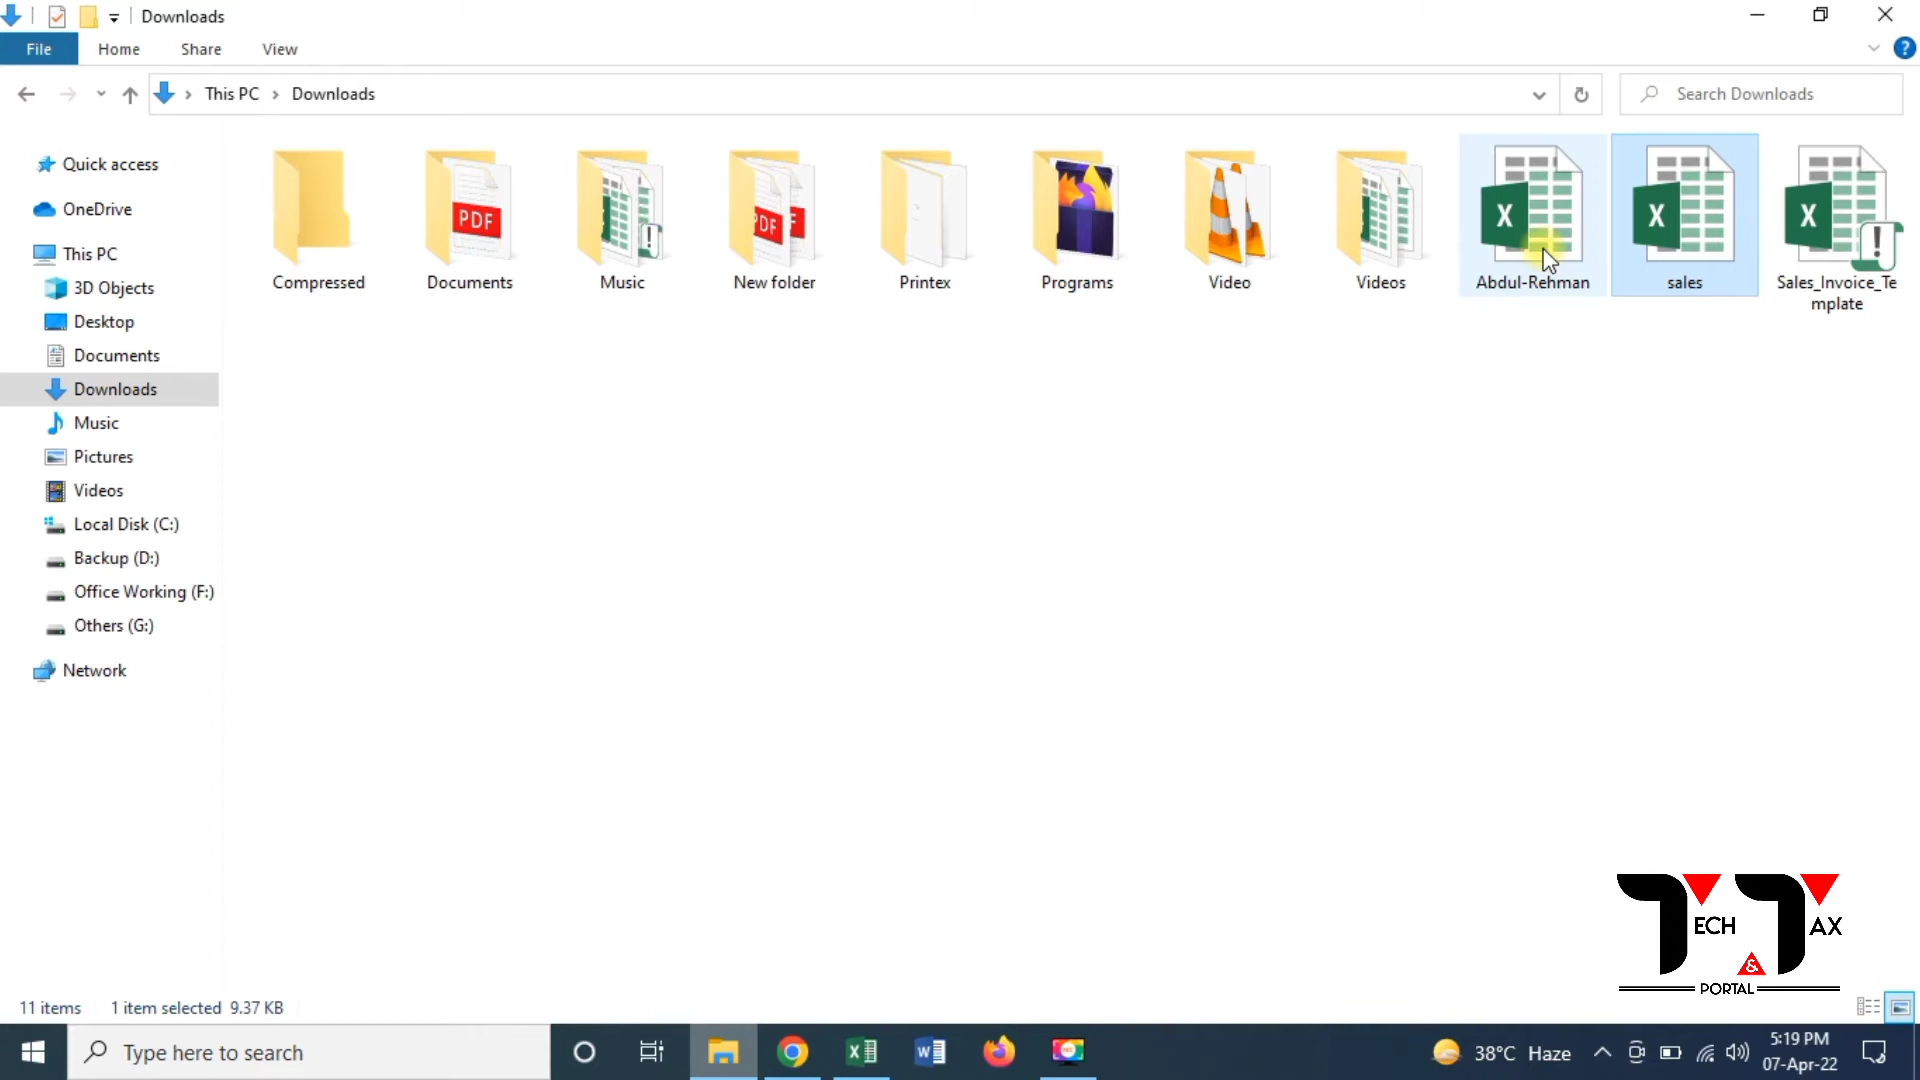 Downloads
File Home Share View
This PC Downloads
Search Downloads
Quick access
OneDrive
This PC
3D Objects
Desktop
Documents
Downloads
Music
Pictures
Videos
Local Disk (C:)
Backup (D:)
Office Working (F:)
Others (G:)
Network
PDF
PDF
Compressed
Documents
Music
New folder
Printex
Programs
Video
Videos
X
Abdul-Rehman
X
sales
X
Sales_Invoice_Te
mplate
TECH & TAX
PORTAL
11 items 1 item selected 9.37 KB
Type here to search
38°C Haze
5:19 PM
07-Apr-22